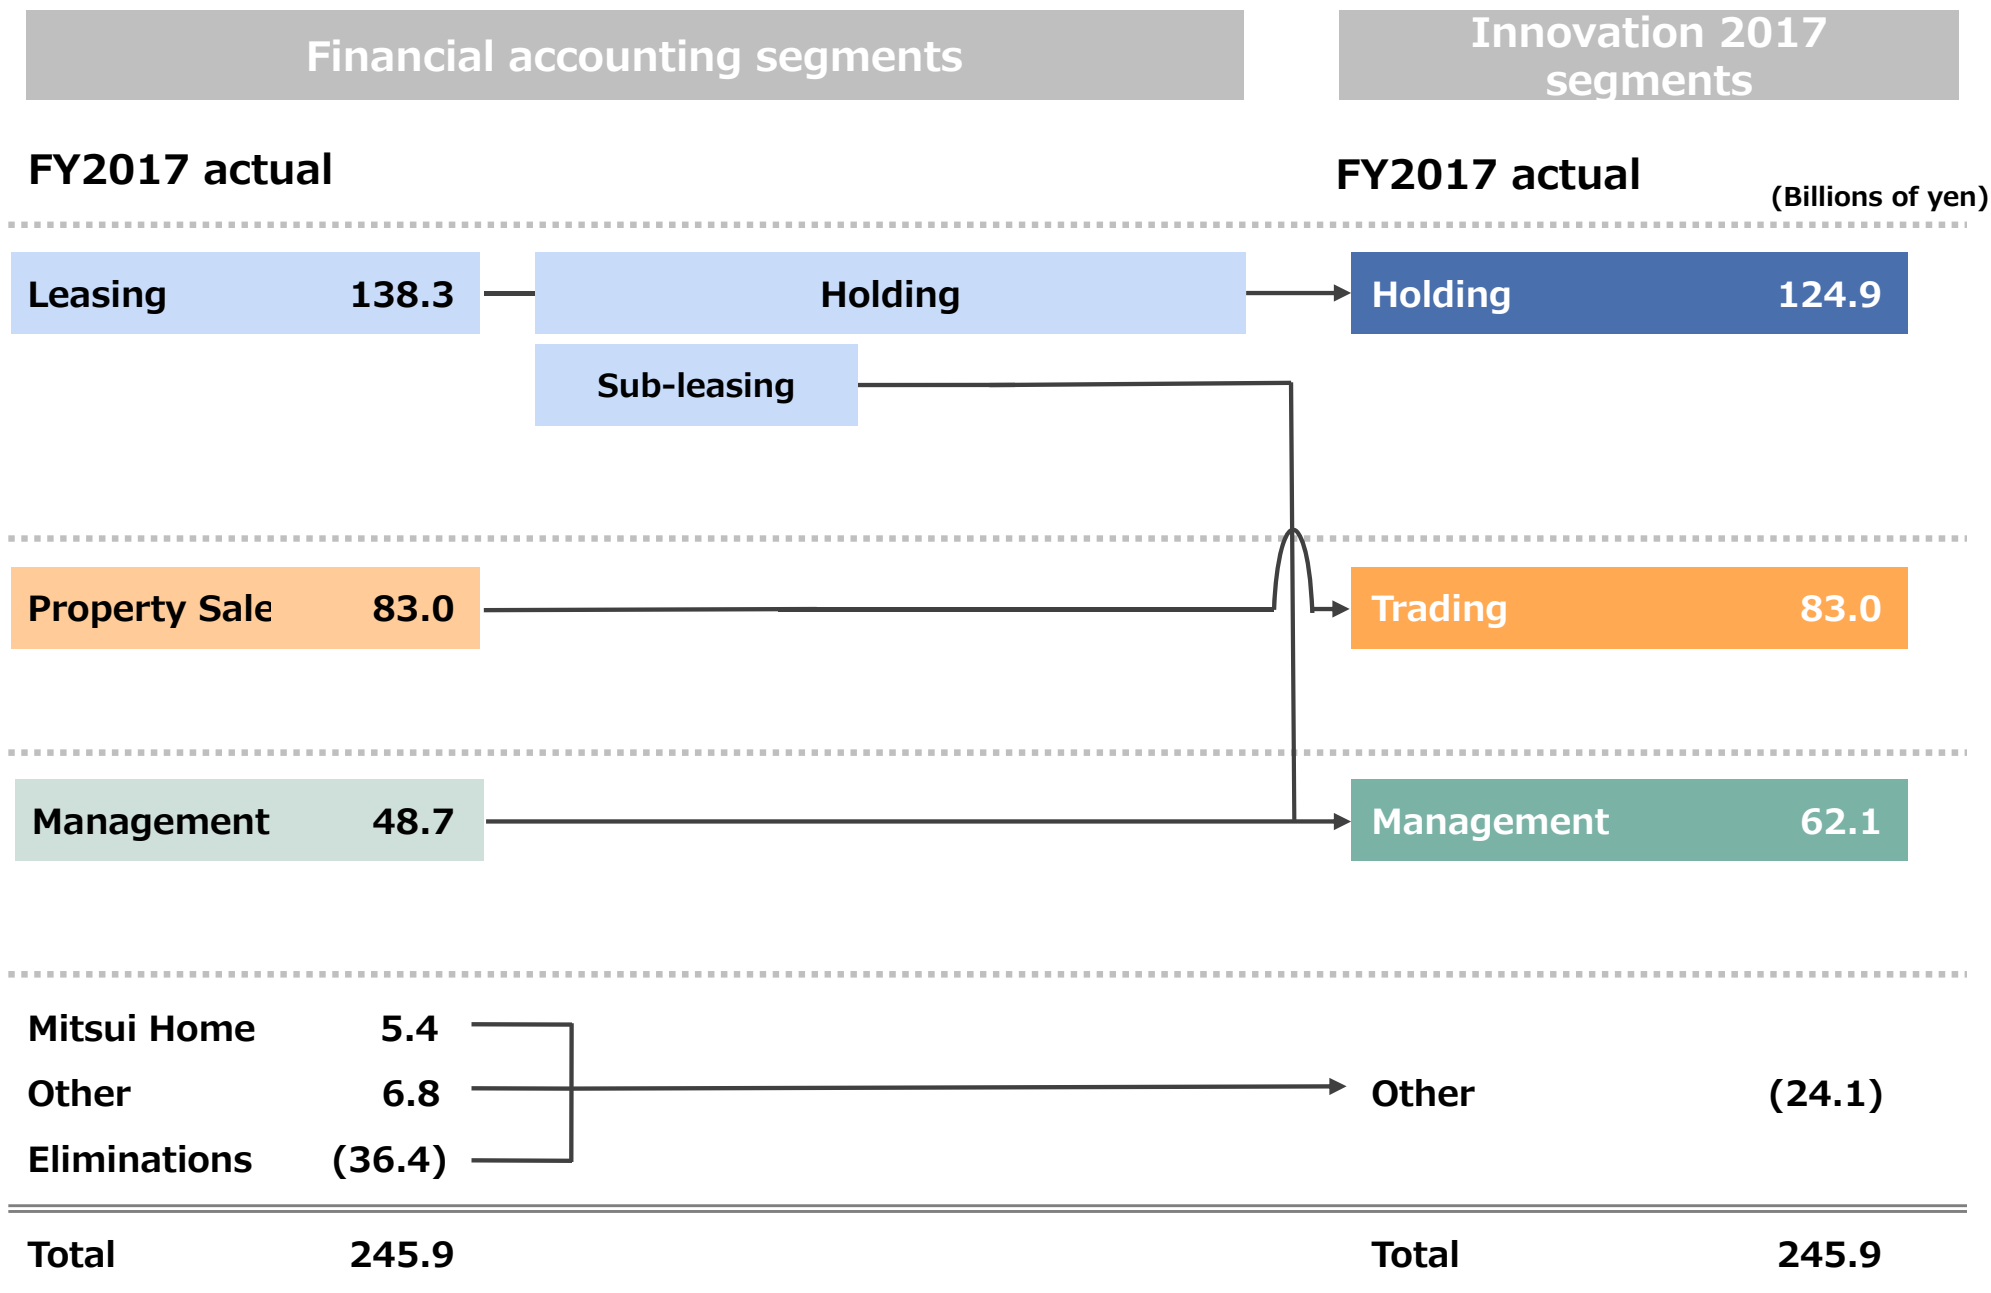 Financial accounting segments
Innovation 2017
segments
FY2017 actual
FY2017 actual
(Billions of yen)
Leasing 138.3
Holding
Holding 124.9
Sub-leasing
Property Sale 83.0
Trading 83.0
Management 48.7
Management 62.1
Mitsui Home 5.4
Other 6.8
Other (24.1)
Eliminations (36.4)
Total 245.9
Total 245.9